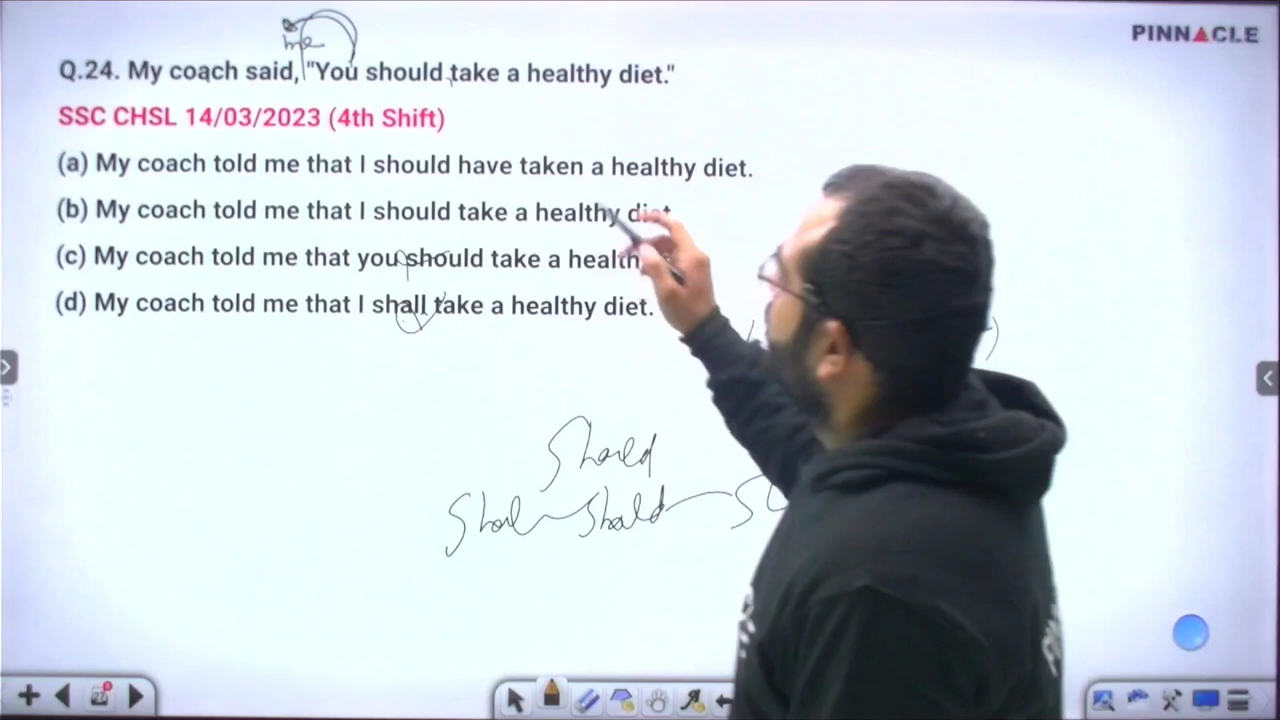 PINNACLE
me
Q.24. My coach said, "You should take a healthy diet."
SSC CHSL 14/03/2023 (4th Shift)
(a) My coach told me that I should have taken a healthy diet.
(b) My coach told me that I should take a healthy diet
(c) My coach told me that you should take a health
(d) My coach told me that I shall take a healthy diet.
Should
Shall Should